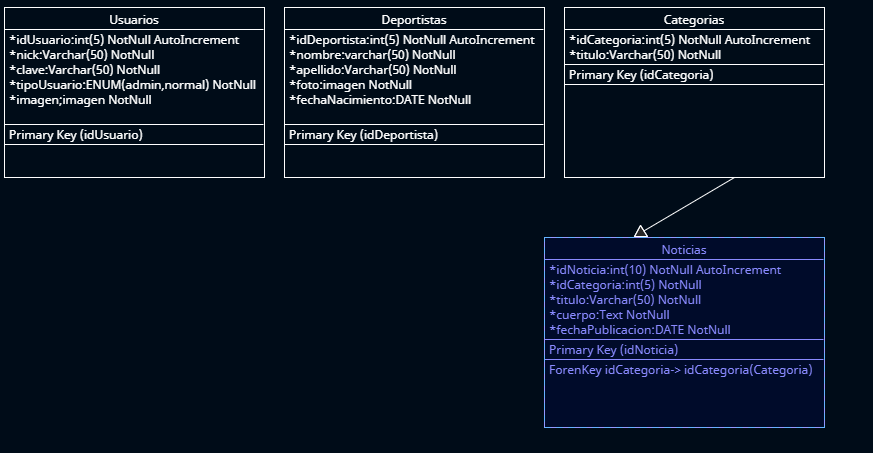 Usuarios
*idUsuario:int(5) NotNull AutoIncrement
*nick:Varchar(50) NotNull
*clave:Varchar(50) NotNull
*tipoUsuario:ENUM(admin,normal) NotNull
*imagen;imagen NotNull
Primary Key (idUsuario)
Deportistas
*idDeportista:int(5) NotNull AutoIncrement
*nombre:varchar(50) NotNull
*apellido:Varchar(50) NotNull
*foto:imagen NotNull
*fechaNacimiento:DATE NotNull
Primary Key (idDeportista)
Categorias
*idCategoria:int(5) NotNull AutoIncrement
*titulo:Varchar(50) NotNull
Primary Key (idCategoria)
Noticias
*idNoticia:int(10) NotNull AutoIncrement
*idCategoria:int(5) NotNull
*titulo:Varchar(50) NotNull
*cuerpo:Text NotNull
*fechaPublicacion:DATE NotNull
Primary Key (idNoticia)
ForenKey idCategoria-> idCategoria(Categoria)